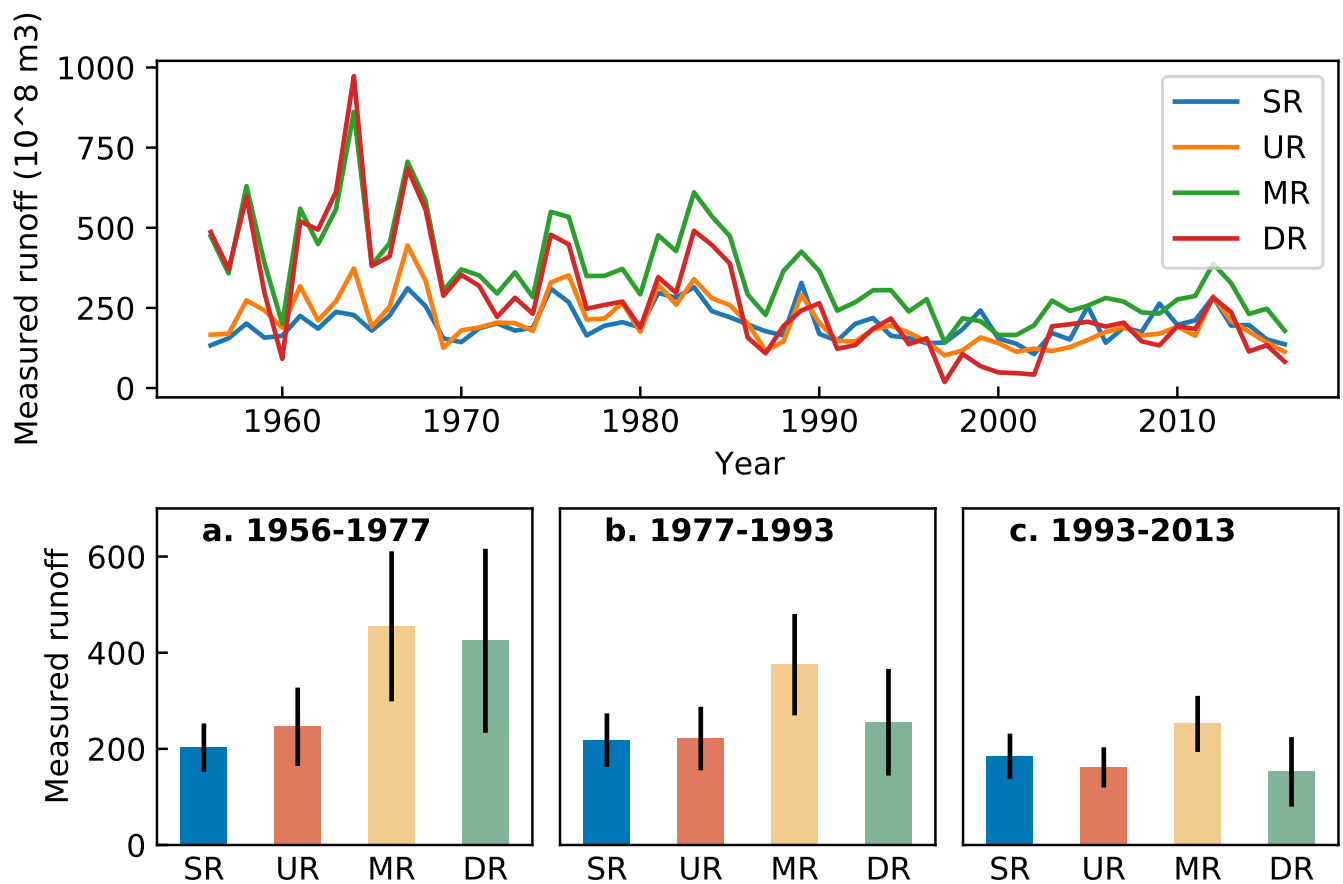 Measured runoff (10^8 m3)
1000
750
500
250
0
SR
UR
MR
DR
1960 1970 1980 1990 2000 2010
Year
Measured runoff
600
400
200
0
a. 1956-1977
SR UR MR DR
b. 1977-1993
SR UR MR DR
c. 1993-2013
SR UR MR DR